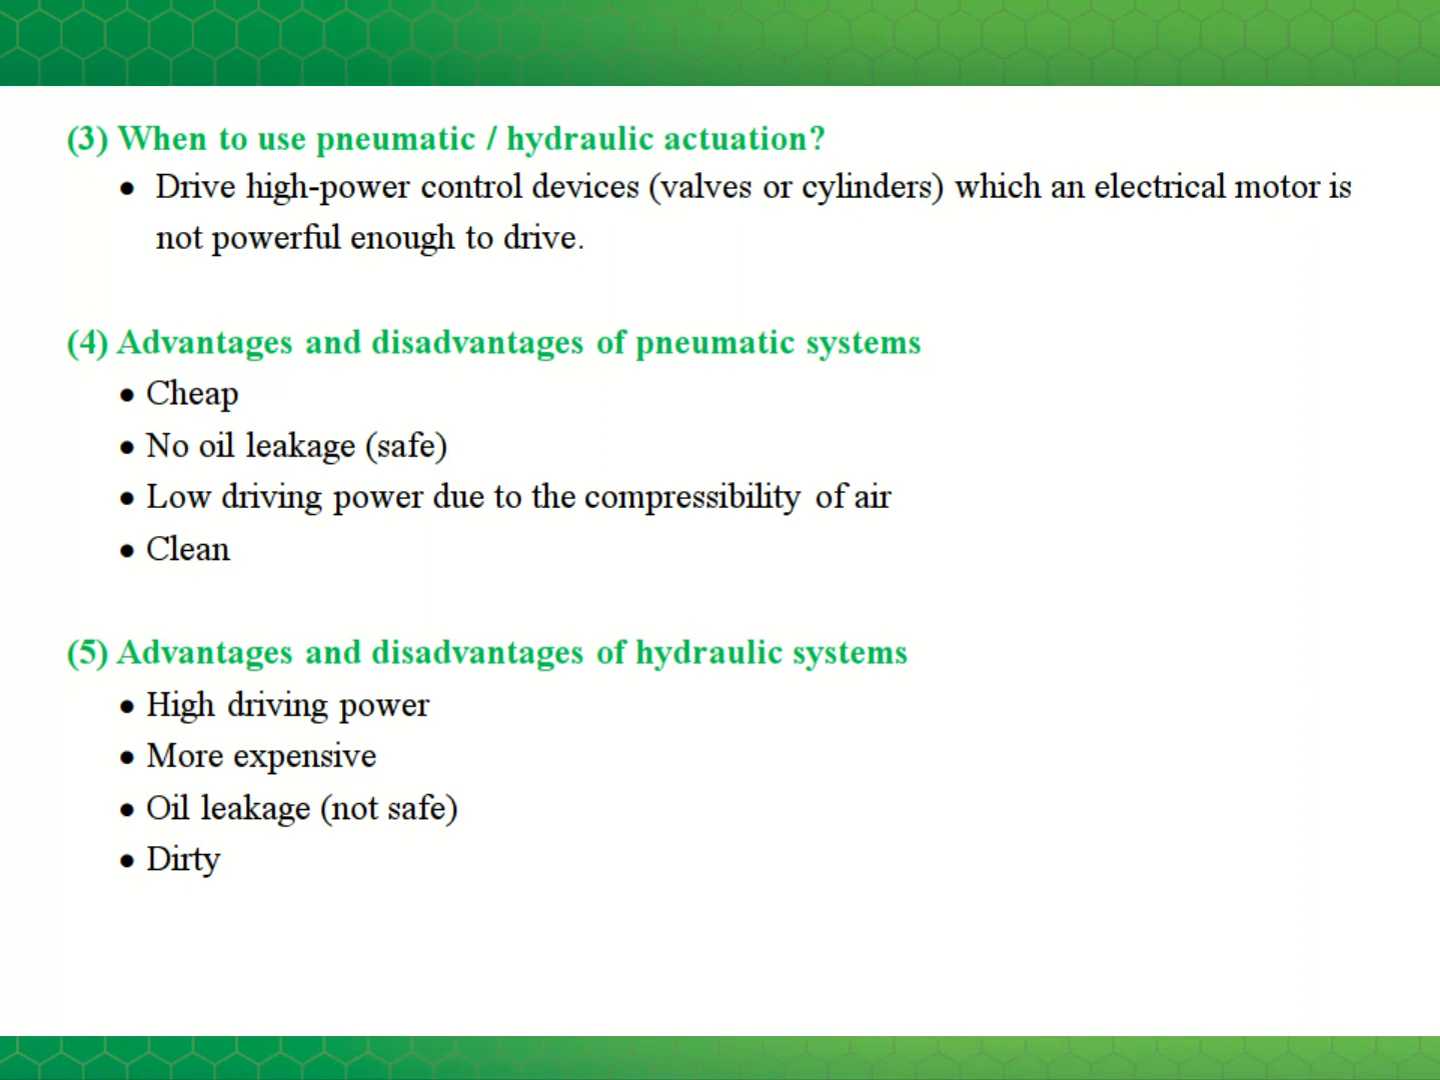 (3) When to use pneumatic / hydraulic actuation?
• Drive high-power control devices (valves or cylinders) which an electrical motor is
not powerful enough to drive.
(4) Advantages and disadvantages of pneumatic systems
• Cheap
• No oil leakage (safe)
• Low driving power due to the compressibility of air
• Clean
(5) Advantages and disadvantages of hydraulic systems
• High driving power
• More expensive
• Oil leakage (not safe)
• Dirty